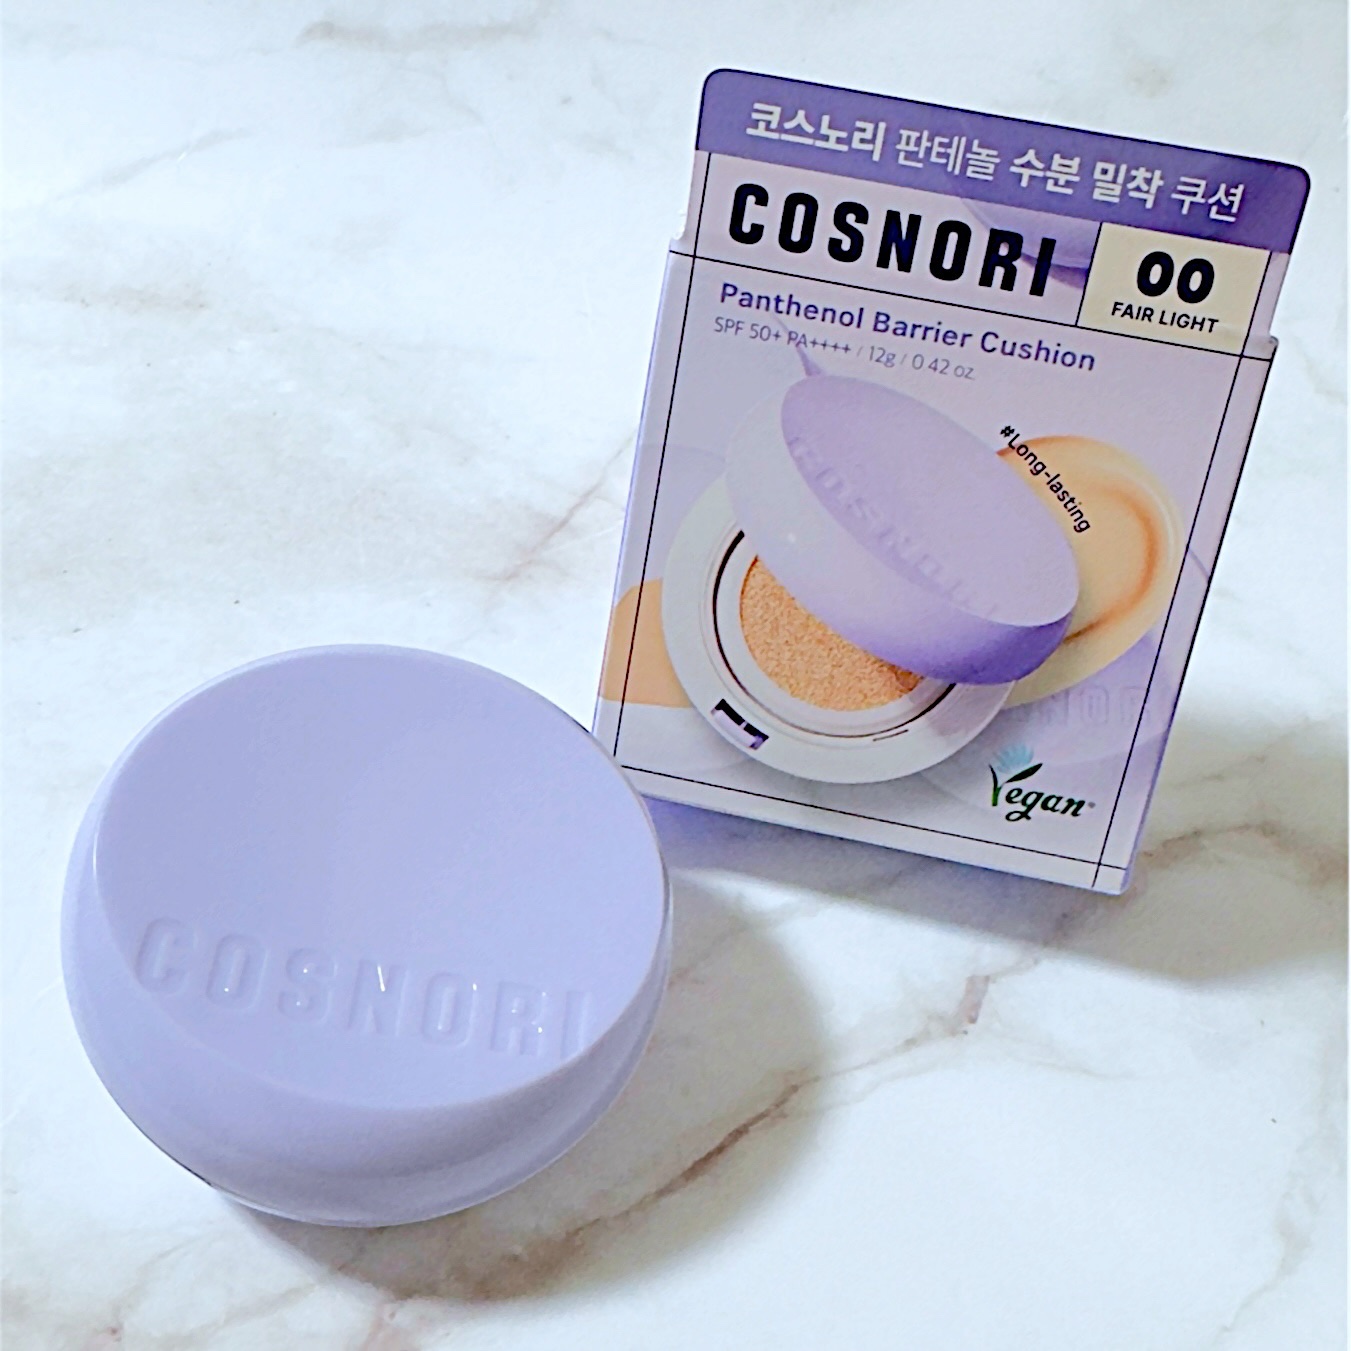 코스노리 판테놀 수분 밀착 쿠션
COSNORI
00
FAIR LIGHT
Panthenol Barrier Cushion
SPF 50+ PA++++ / 12g / 0.42 oz.
#Long-lasting
COSNORI
Vegan
COSNORI